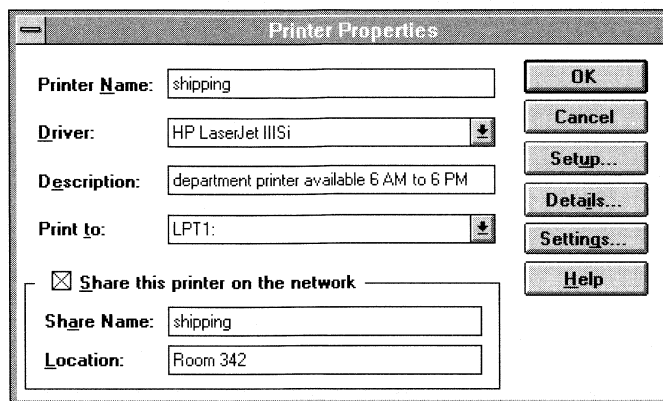 Printer Properties
Printer Name: shipping
Driver: HP LaserJet IIISi
Description: department printer available 6 AM to 6 PM
Print to: LPT1:
Share this printer on the network
Share Name: shipping
Location: Room 342
OK
Cancel
Setup...
Details...
Settings...
Help